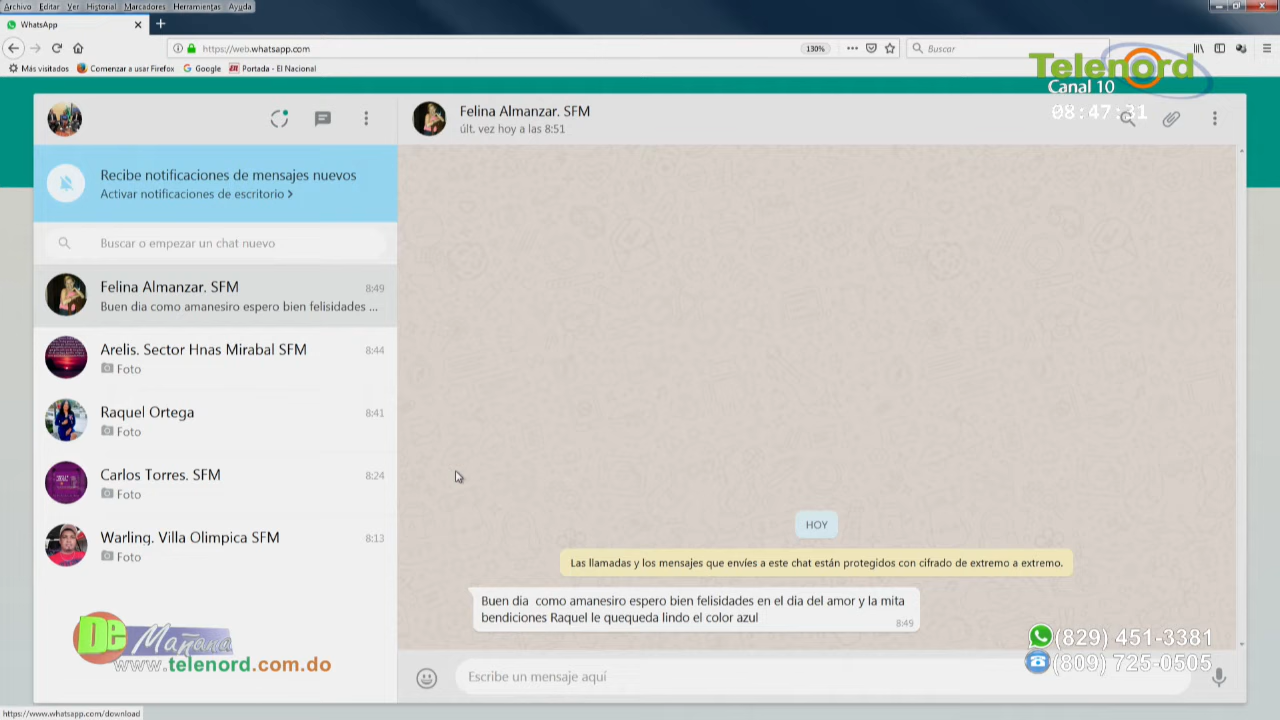 Archivo Editar Ver Historial Marcadores Herramientas Ayuda
WhatsApp
https://web.whatsapp.com
130%
Buscar
Más visitados Comenzar a usar Firefox Google Portada - El Nacional
Telenord
Canal 10
08:47:31
Felina Almanzar. SFM
últ. vez hoy a las 8:51
Recibe notificaciones de mensajes nuevos
Activar notificaciones de escritorio >
Buscar o empezar un chat nuevo
Felina Almanzar. SFM 8:49
Buen dia como amanesiro espero bien felisidades ...
Arelis. Sector Hnas Mirabal SFM 8:44
Foto
Raquel Ortega 8:41
Foto
Carlos Torres. SFM 8:24
Foto
Warling. Villa Olimpica SFM 8:13
Foto
HOY
Las llamadas y los mensajes que envíes a este chat están protegidos con cifrado de extremo a extremo.
Buen dia como amanesiro espero bien felisidades en el dia del amor y la mita
bendiciones Raquel le quequeda lindo el color azul
8:49
De Mañana
www.telenord.com.do
(829) 451-3381
(809) 725-0505
Escribe un mensaje aquí
https://www.whatsapp.com/download